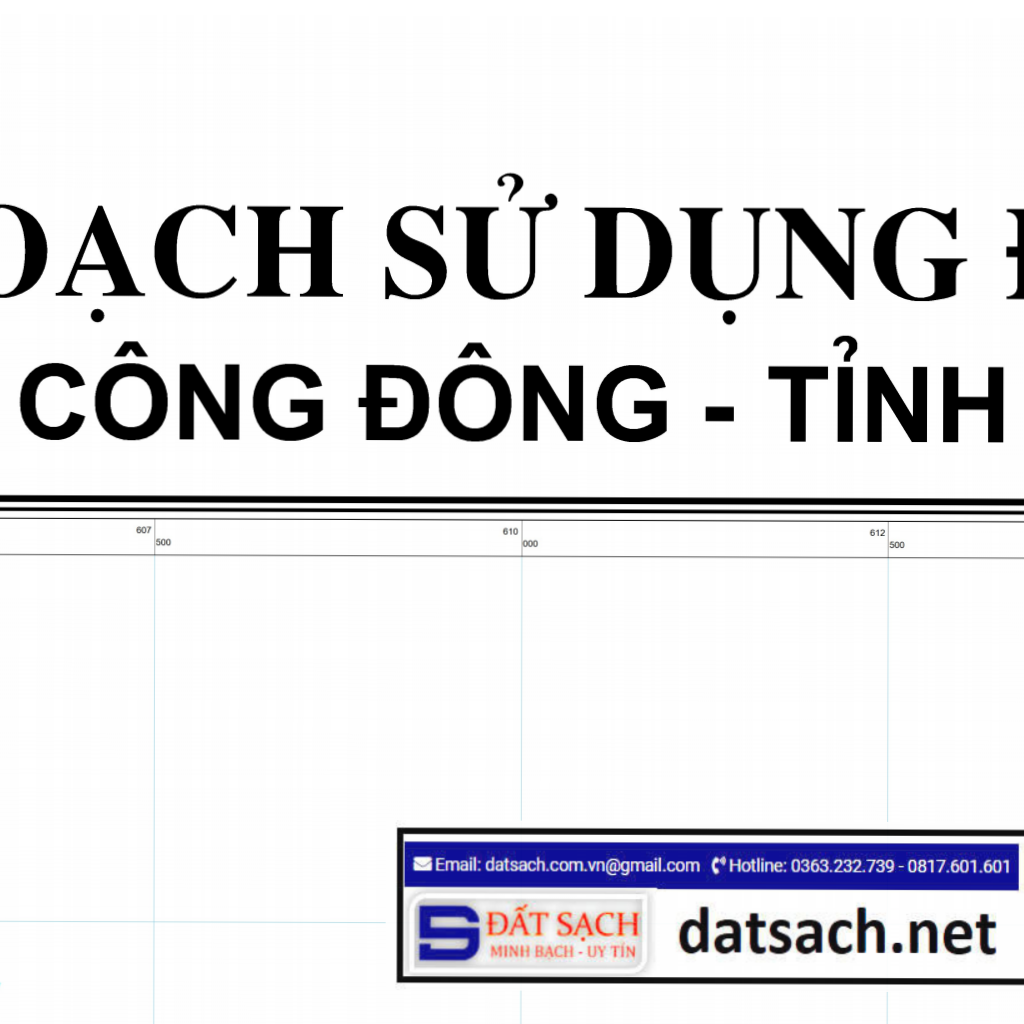 OẠCH SỬ DỤNG Đ
CÔNG ĐÔNG - TỈNH
607 500 610 000 612 500
Email: datsach.com.vn@gmail.com Hotline: 0363.232.739 - 0817.601.601
ĐẤT SẠCH
MINH BẠCH - UY TÍN
datsach.net